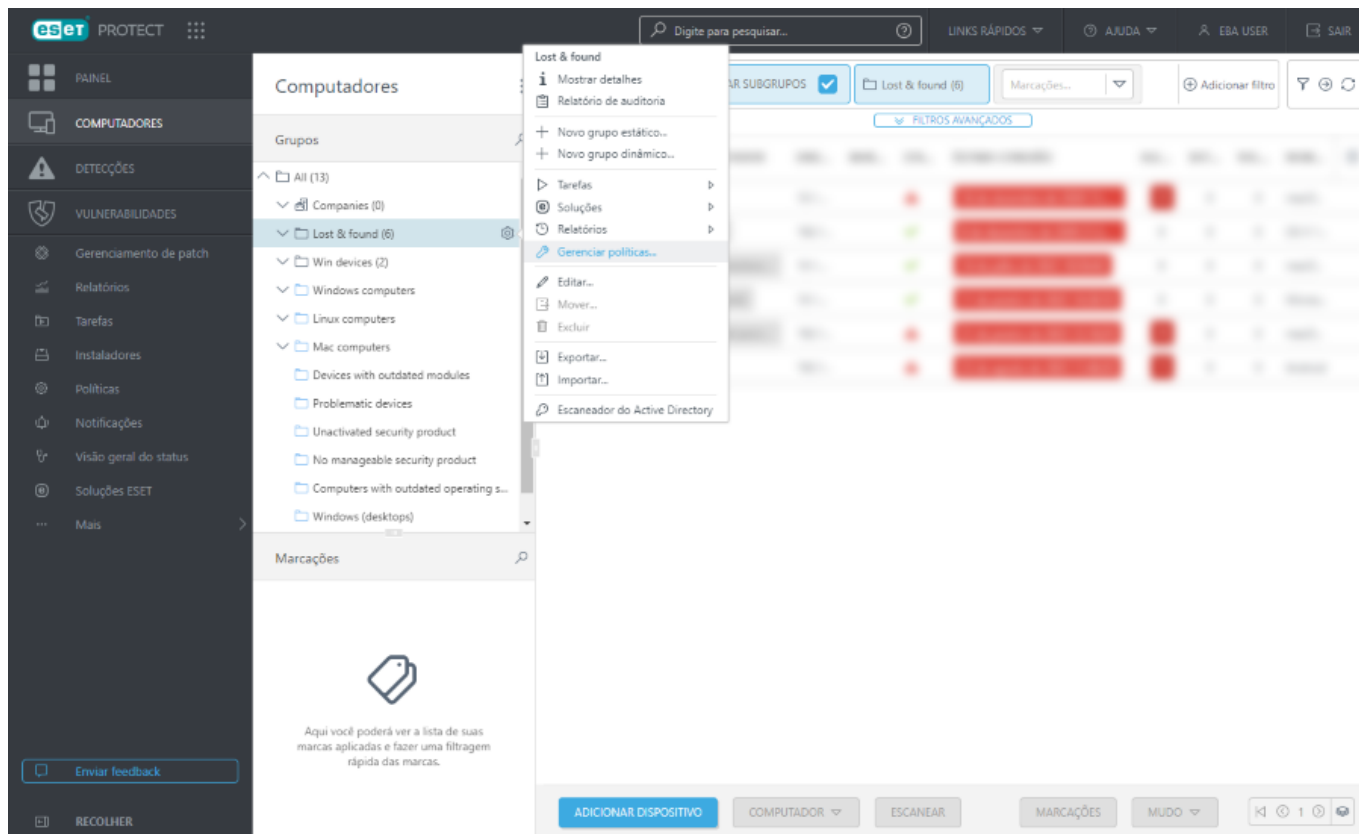 eset PROTECT
Digite para pesquisar...
LINKS RÁPIDOS
AJUDA
EBA USER
SAIR
PAINEL
COMPUTADORES
DETECÇÕES
VULNERABILIDADES
Gerenciamento de patch
Relatórios
Tarefas
Instaladores
Políticas
Notificações
Visão geral do status
Soluções ESET
Mais
Enviar feedback
RECOLHER
Computadores
Grupos
All (13)
Companies (0)
Lost & found (6)
Win devices (2)
Windows computers
Linux computers
Mac computers
Devices with outdated modules
Problematic devices
Unactivated security product
No manageable security product
Computers with outdated operating s...
Windows (desktops)
Marcações
Aqui você poderá ver a lista de suas
marcas aplicadas e fazer uma filtragem
rápida das marcas.
Lost & found
Mostrar detalhes
Relatório de auditoria
Novo grupo estático...
Novo grupo dinâmico...
Tarefas
Soluções
Relatórios
Gerenciar políticas...
Editar...
Mover...
Excluir
Exportar...
Importar...
Escaneador do Active Directory
AR SUBGRUPOS
Lost & found (6)
Marcações...
Adicionar filtro
FILTROS AVANÇADOS
ADICIONAR DISPOSITIVO
COMPUTADOR
ESCANEAR
MARCAÇÕES
MUDO
1